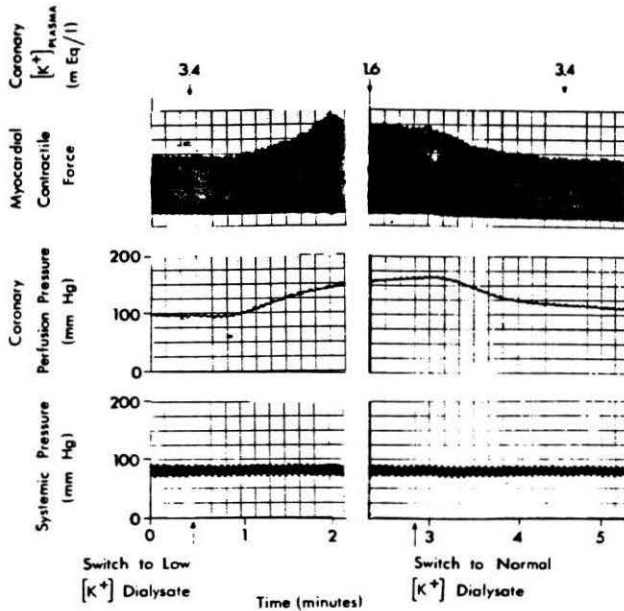 Coronary
[K+] PLASMA
(m Eq/l)
3.4
1.6
3.4
Myocardial
Contractile
Force
Coronary
Perfusion Pressure
(mm Hg)
200
100
0
Systemic Pressure
(mm Hg)
200
100
0
0
1
2
3
4
5
Switch to Low
[K+] Dialysate
Switch to Normal
[K+] Dialysate
Time (minutes)